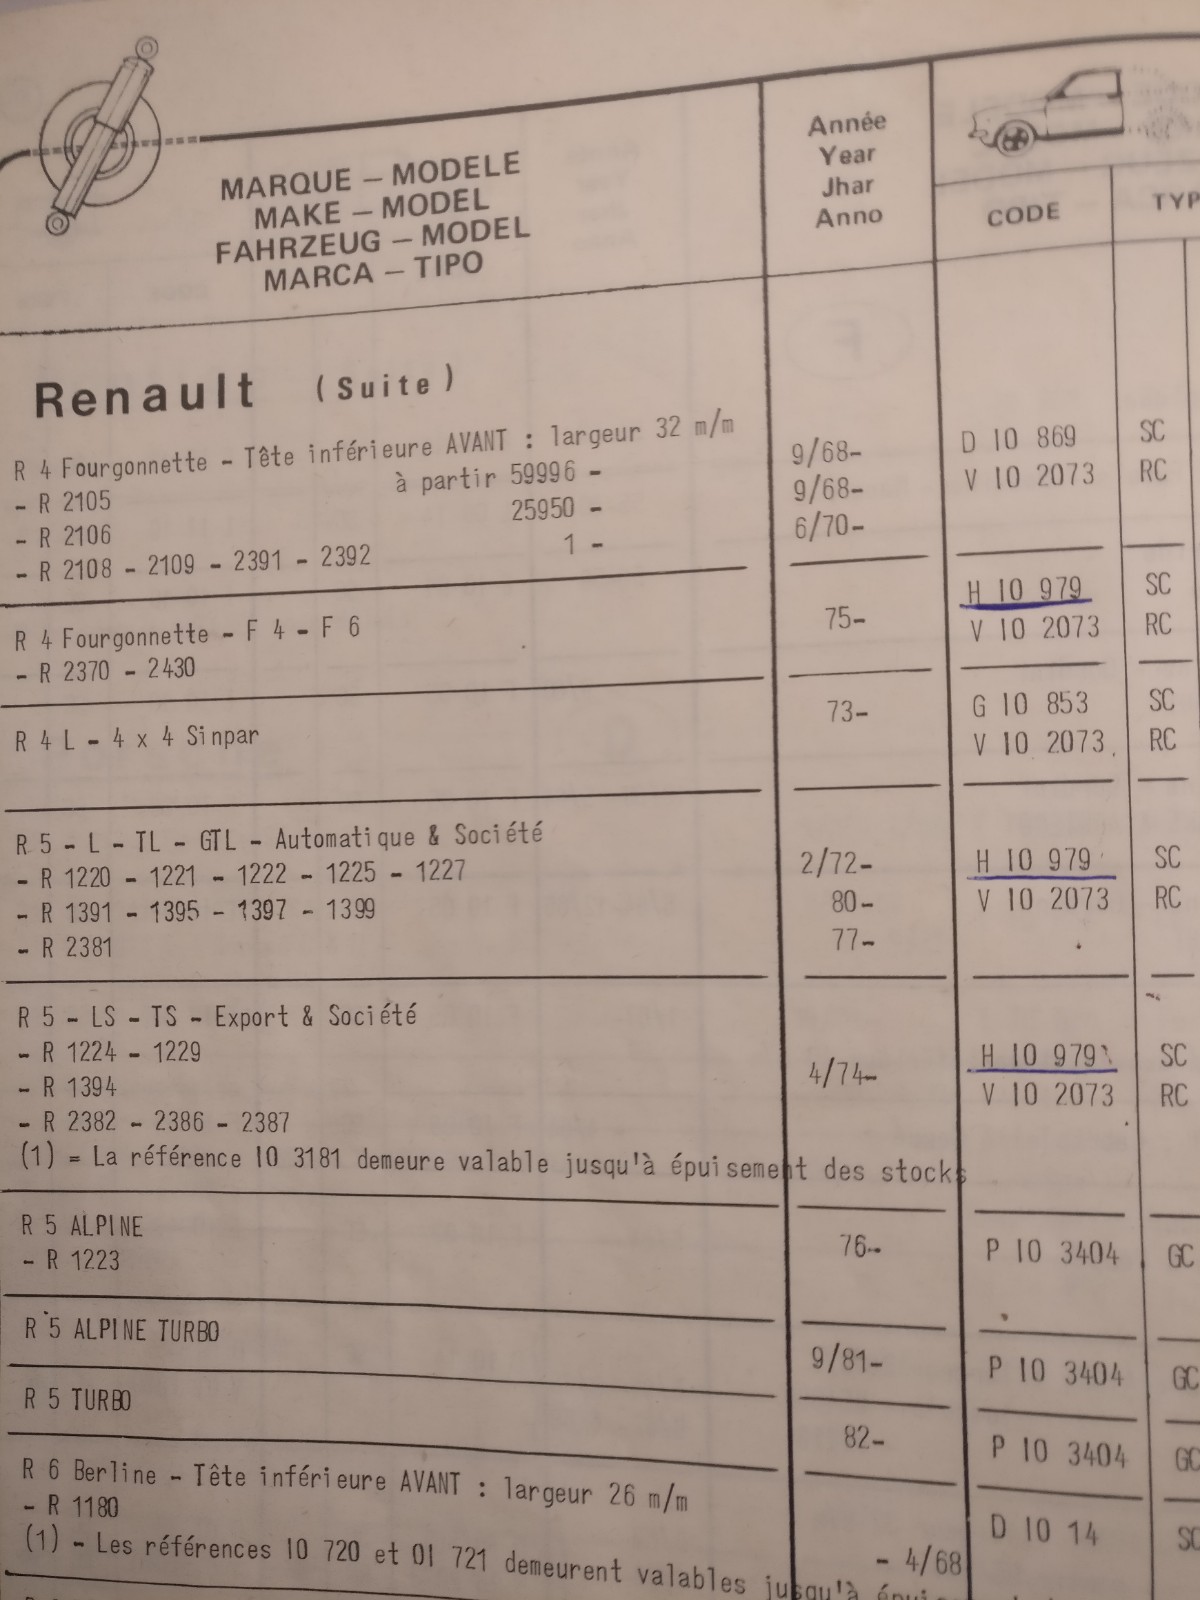 MARQUE – MODELE
MAKE – MODEL
FAHRZEUG – MODEL
MARCA – TIPO
Année
Year
Jhar
Anno
CODE
Renault (Suite)
R 4 Fourgonnette – Tête inférieure AVANT : largeur 32 m/m
- R 2105 à partir 59996 - 9/68- D 10 869 SC
- R 2106 25950 - 9/68- V 10 2073 RC
- R 2108 - 2109 - 2391 - 2392 1 - 6/70-
R 4 Fourgonnette - F 4 - F 6 75- H 10 979 SC
- R 2370 - 2430 V 10 2073 RC
R 4 L - 4 x 4 Sinpar 73- G 10 853 SC
V 10 2073 RC
R 5 - L - TL - GTL - Automatique & Société
- R 1220 - 1221 - 1222 - 1225 - 1227 2/72- H 10 979 SC
- R 1391 - 1395 - 1397 - 1399 80- V 10 2073 RC
- R 2381 77-
R 5 - LS - TS - Export & Société
- R 1224 - 1229 H 10 979 SC
- R 1394 4/74- V 10 2073 RC
- R 2382 - 2386 - 2387
(1) = La référence 10 3181 demeure valable jusqu'à épuisement des stocks
R 5 ALPINE 76- P 10 3404 GC
- R 1223
R 5 ALPINE TURBO 9/81- P 10 3404 GC
R 5 TURBO 82- P 10 3404 GC
R 6 Berline - Tête inférieure AVANT : largeur 26 m/m
- R 1180 - 4/68 D 10 14
(1) - Les références 10 720 et 01 721 demeurent valables jusqu'à